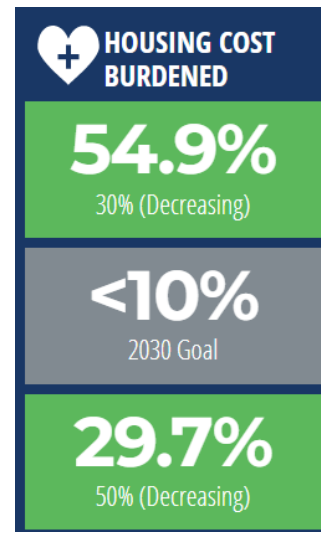 HOUSING COST
BURDENED
54.9%
30% (Decreasing)
<10%
2030 Goal
29.7%
50% (Decreasing)